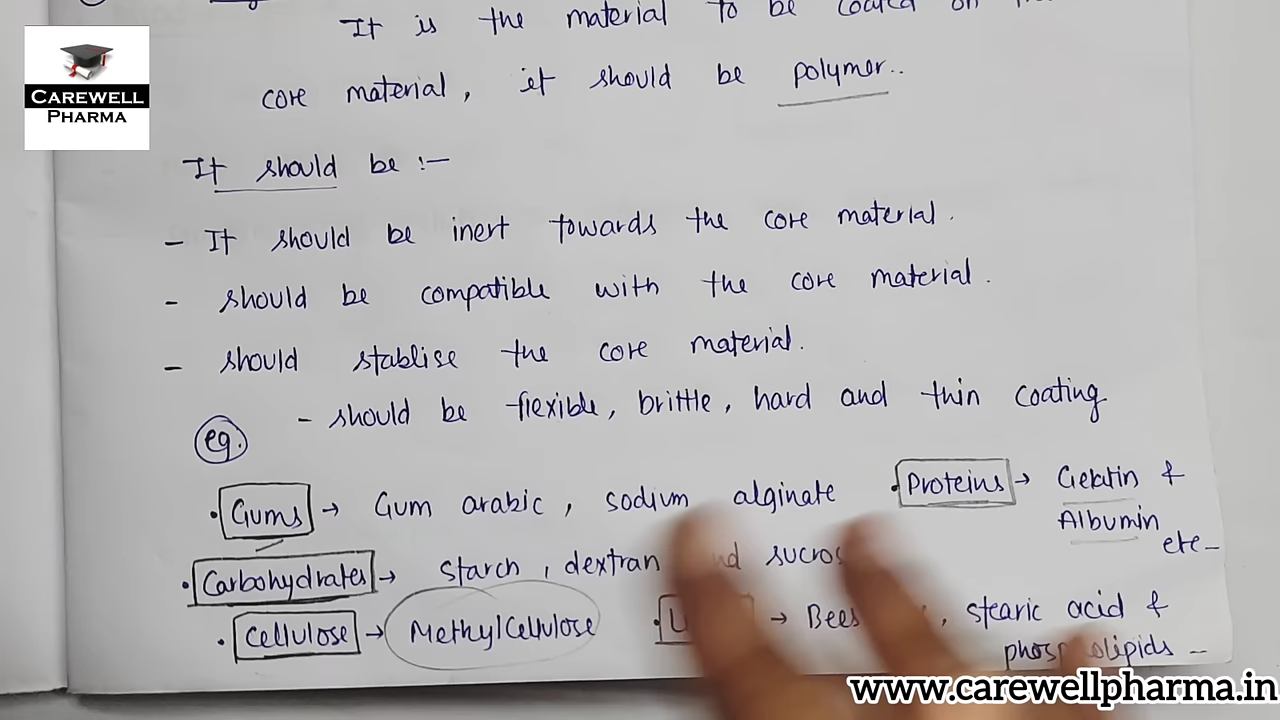 CAREWELL
PHARMA
It is the material to be coated on
core material, it should be polymer..
It should be :-
- It should be inert towards the core material.
- should be compatible with the core material.
- should stablise the core material.
- should be flexible, brittle, hard and thin coating
eg.
• Gums → Gum arabic, sodium alginate
• Proteins → Gelatin &
Albumin
etc-
• Carbohydrates → starch, dextran
• Cellulose → MethylCellulose
→ stearic acid &
phospholipids -
www.carewellpharma.in